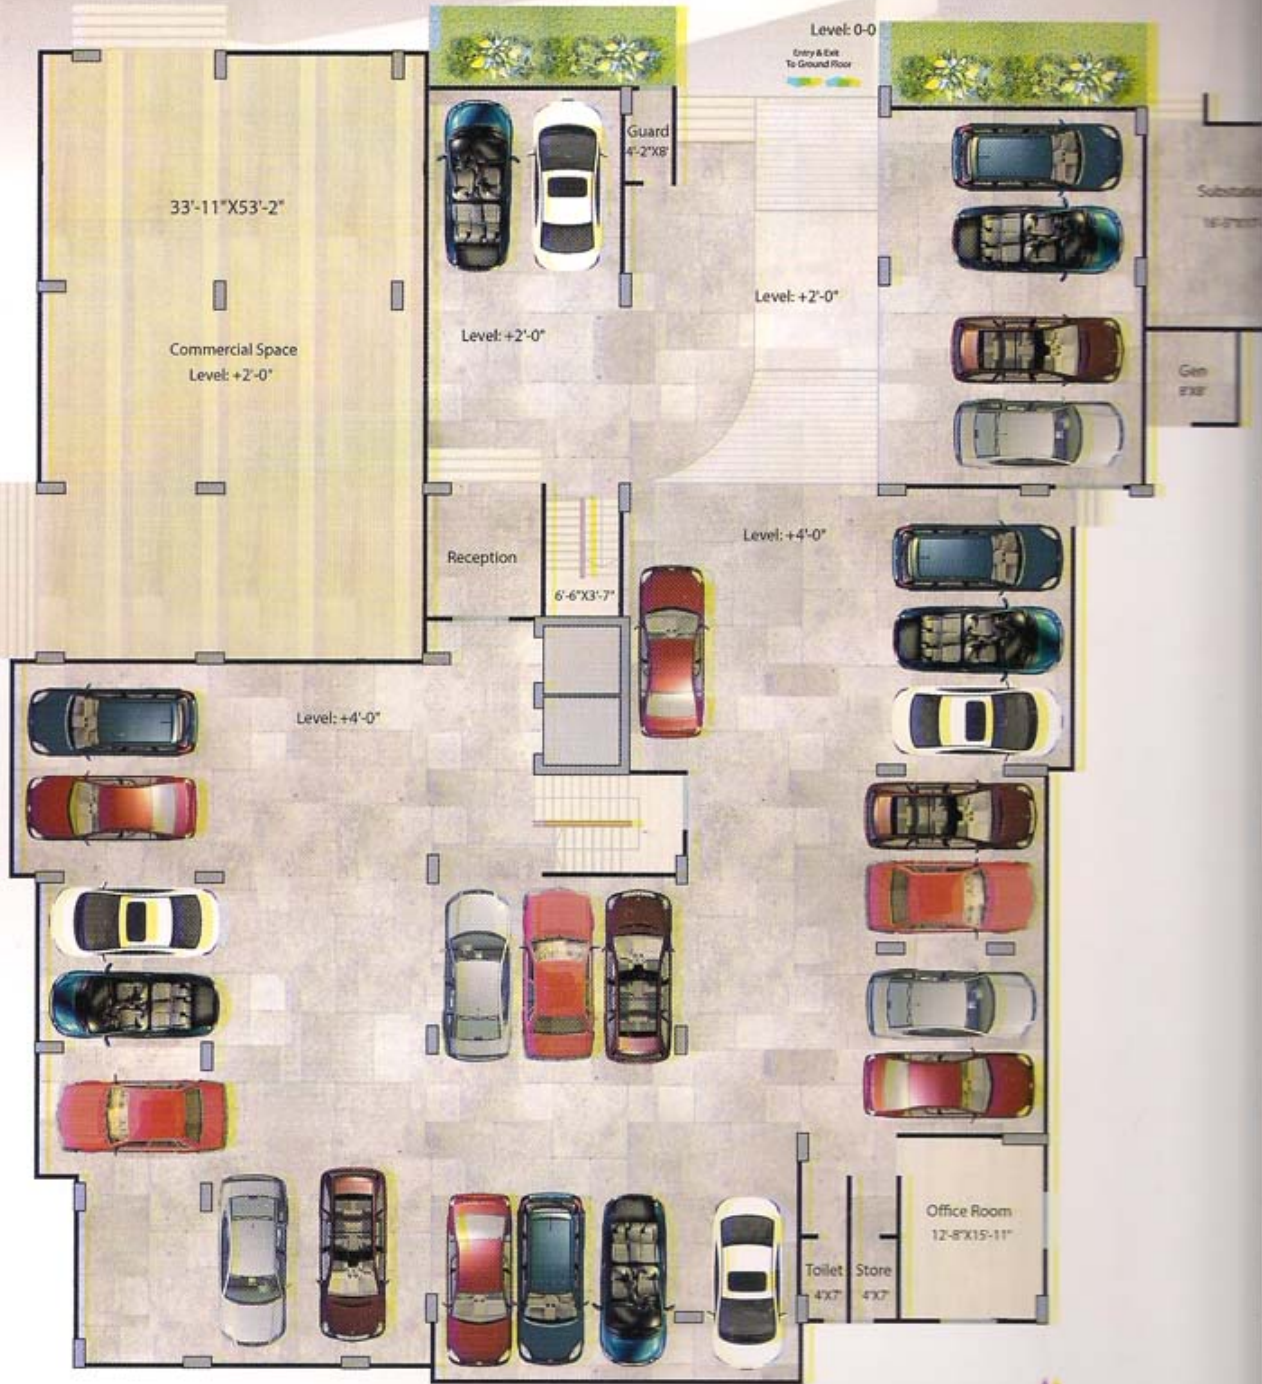 Level: 0-0
Entry & Exit
To Ground Floor
Guard
4'-2"X8'
33'-11"X53'-2"
Level: +2'-0"
Level: +2'-0"
Commercial Space
Level: +2'-0"
Gen
8'X8'
Level: +4'-0"
Reception
6'-6"X3'-7"
Level: +4'-0"
Office Room
12'-8"X15'-11"
Toilet
4'X7'
Store
4'X7'